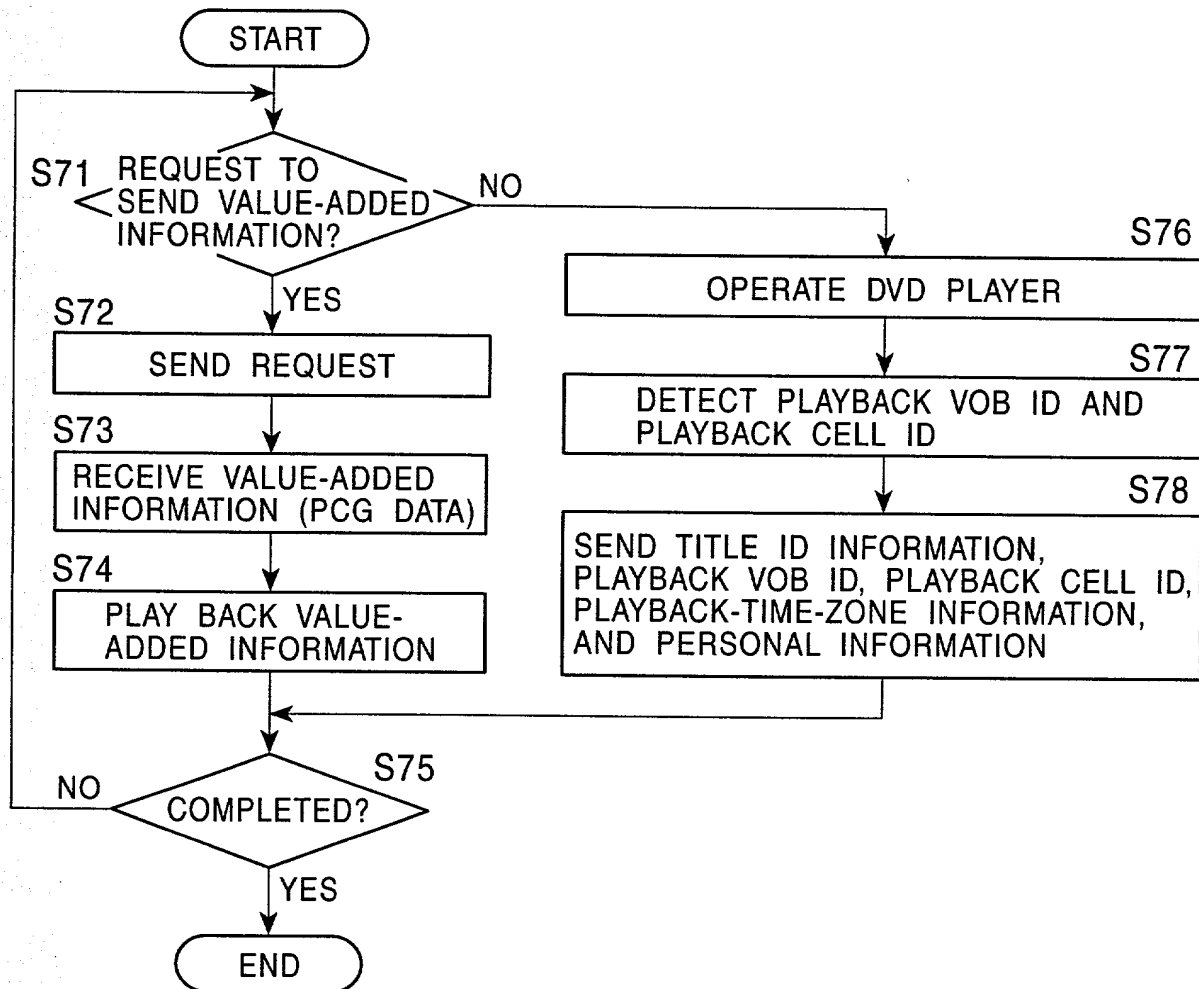 START
S71
REQUEST TO
SEND VALUE-ADDED
INFORMATION?
NO
YES
S72
SEND REQUEST
S73
RECEIVE VALUE-ADDED
INFORMATION (PCG DATA)
S74
PLAY BACK VALUE-
ADDED INFORMATION
S76
OPERATE DVD PLAYER
S77
DETECT PLAYBACK VOB ID AND
PLAYBACK CELL ID
S78
SEND TITLE ID INFORMATION,
PLAYBACK VOB ID, PLAYBACK CELL ID,
PLAYBACK-TIME-ZONE INFORMATION,
AND PERSONAL INFORMATION
S75
NO
COMPLETED?
YES
END